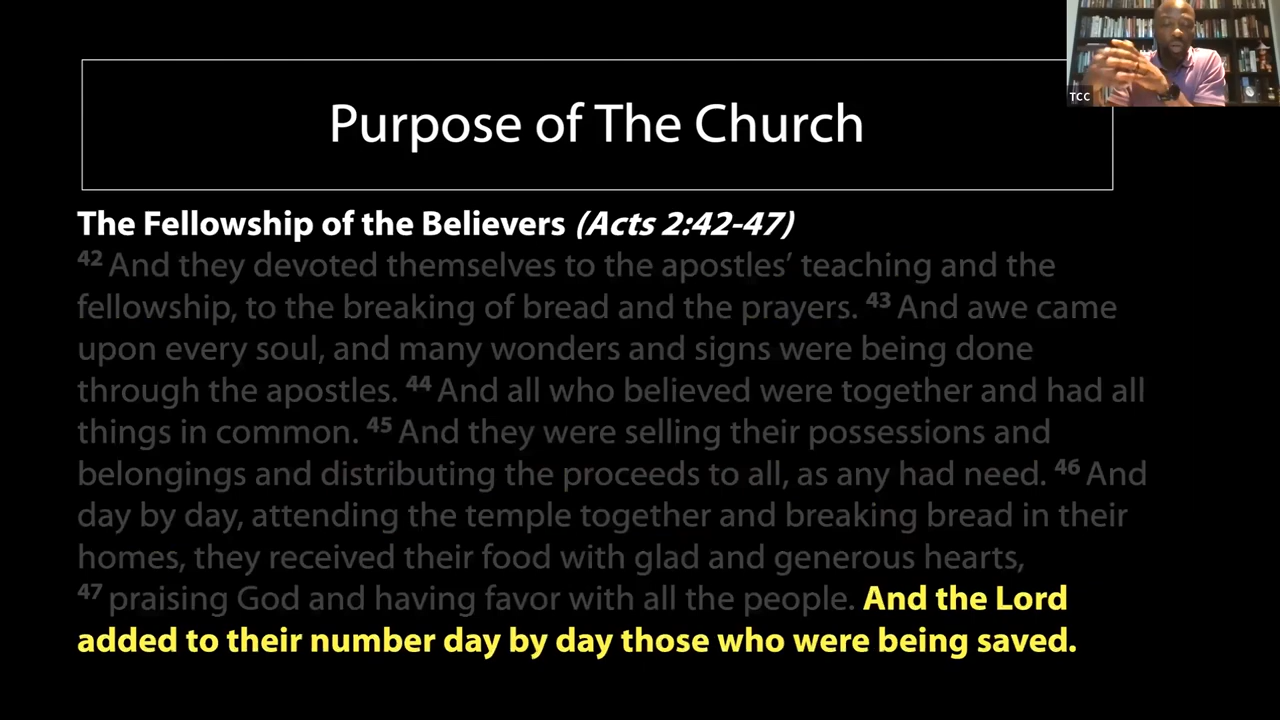 TCC
Purpose of The Church
The Fellowship of the Believers (Acts 2:42-47)
42 And they devoted themselves to the apostles’ teaching and the
fellowship, to the breaking of bread and the prayers. 43 And awe came
upon every soul, and many wonders and signs were being done
through the apostles. 44 And all who believed were together and had all
things in common. 45 And they were selling their possessions and
belongings and distributing the proceeds to all, as any had need. 46 And
day by day, attending the temple together and breaking bread in their
homes, they received their food with glad and generous hearts,
47 praising God and having favor with all the people. And the Lord
added to their number day by day those who were being saved.